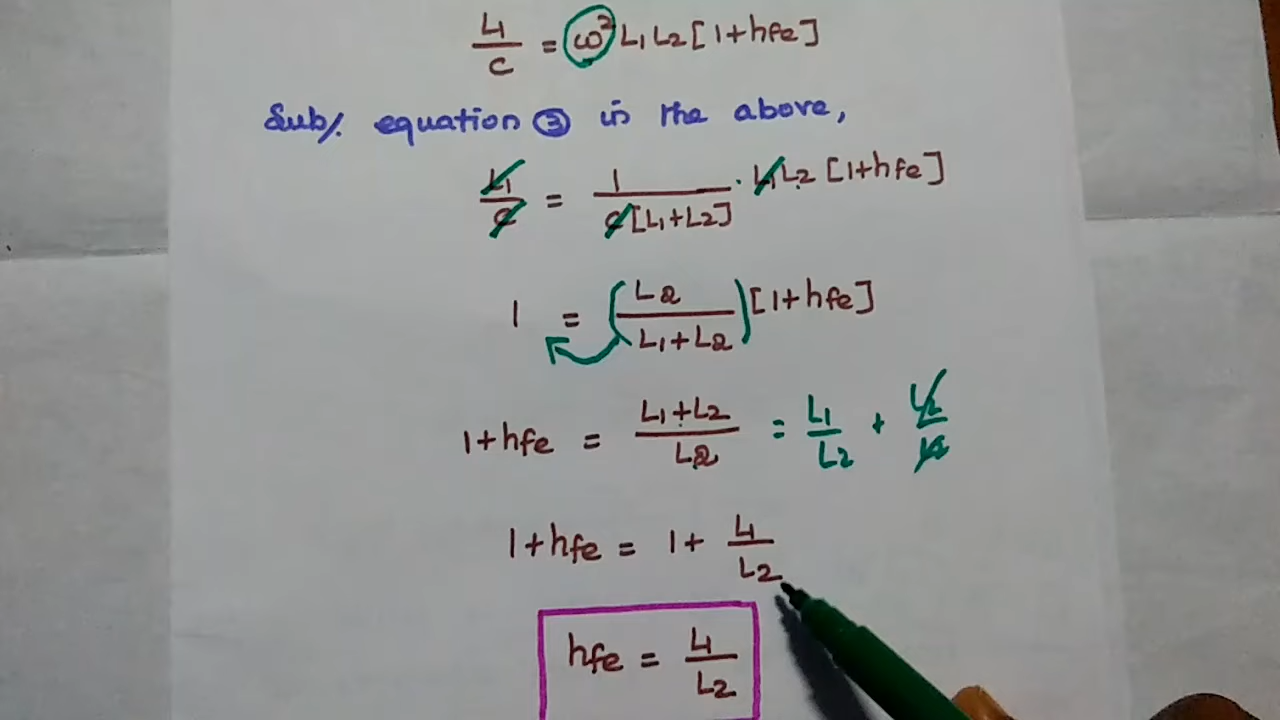 L1/C = ω² L1 L2 [1+hfe]
Sub/. equation ③ in the above,
L1/C = 1/C[L1+L2] . L1 L2 [1+hfe]
1 = (L2/L1+L2) [1+hfe]
1+hfe = L1+L2/L2 = L1/L2 + L2/L2
1+hfe = 1+ L1/L2
hfe = L1/L2